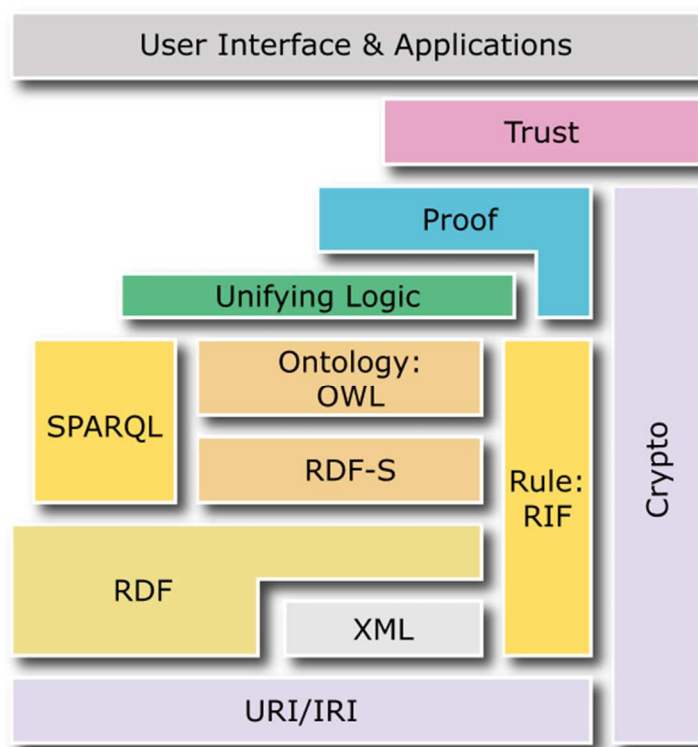 User Interface & Applications
Trust
Proof
Unifying Logic
Ontology:
OWL
SPARQL
RDF-S
Rule:
RIF
Crypto
RDF
XML
URI/IRI